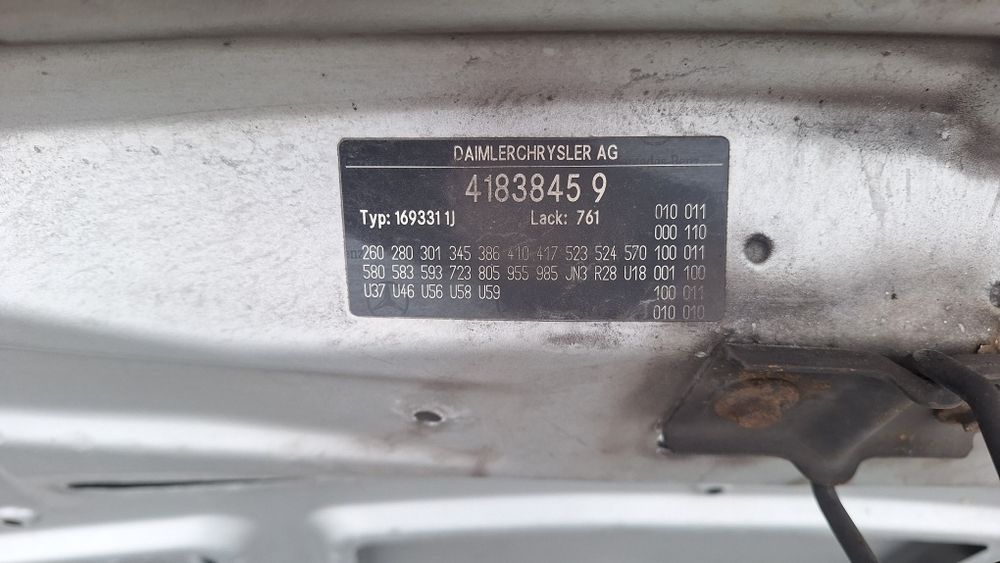 DAIMLERCHRYSLER AG
4183845 9
Typ: 169331 1J Lack: 761 010 011
000 110
260 280 301 345 386 410 417 523 524 570 100 011
580 583 593 723 805 955 985 JN3 R28 U18 001 100
U37 U46 U56 U58 U59 100 011
010 010